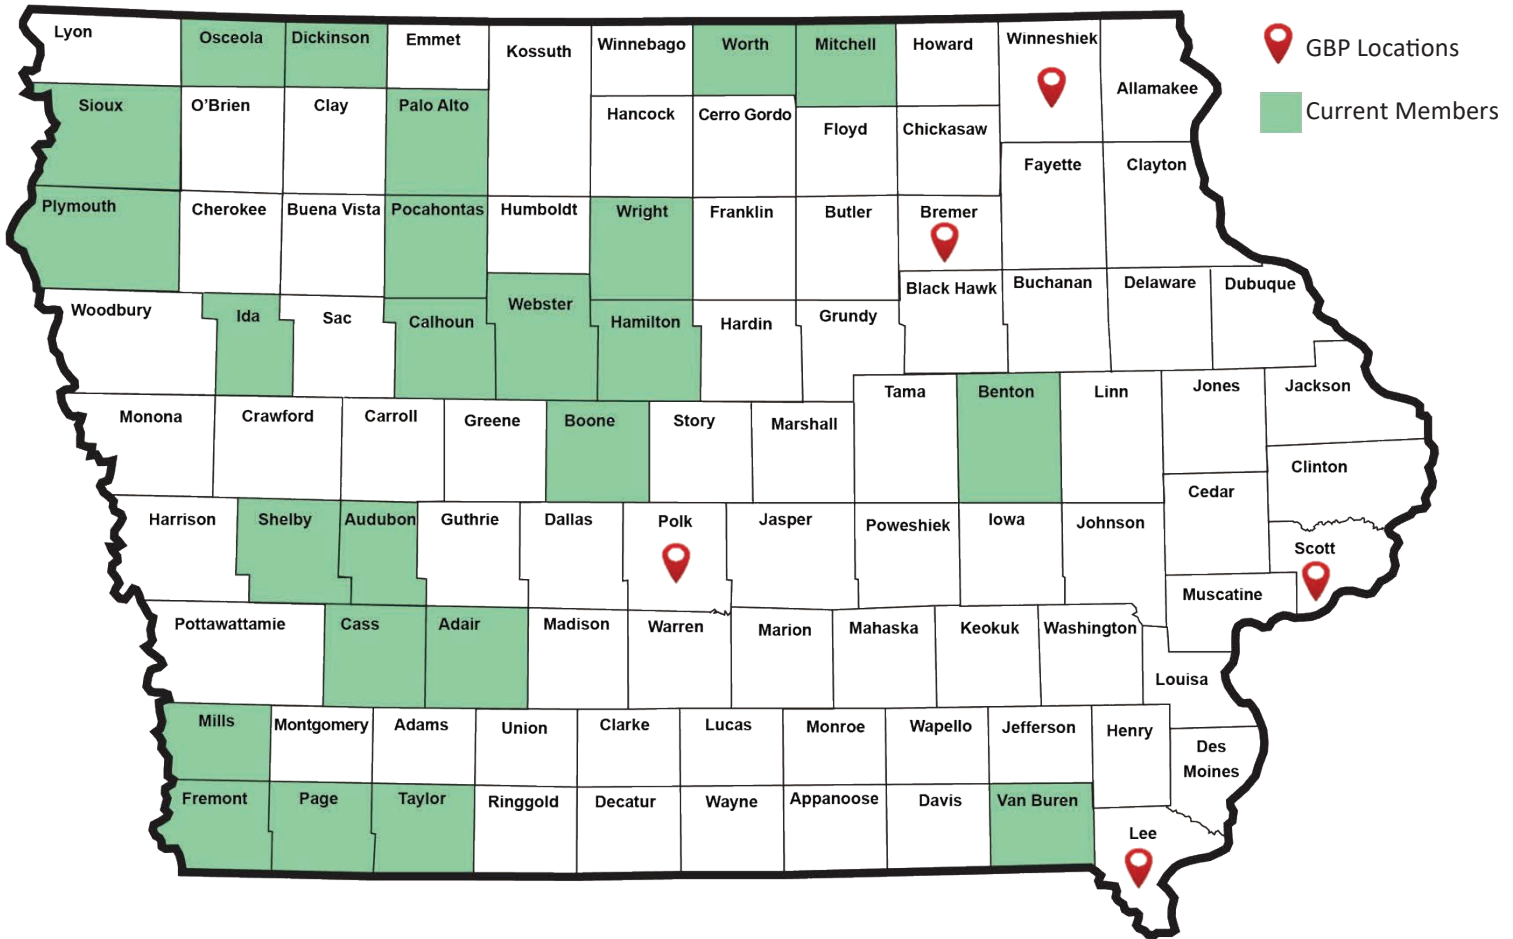 Lyon
Osceola
Dickinson
Emmet
Kossuth
Winnebago
Worth
Mitchell
Howard
Winneshiek
Allamakee
GBP Locations
Current Members
Sioux
O'Brien
Clay
Palo Alto
Hancock
Cerro Gordo
Floyd
Chickasaw
Fayette
Clayton
Plymouth
Cherokee
Buena Vista
Pocahontas
Humboldt
Wright
Franklin
Butler
Bremer
Woodbury
Ida
Sac
Calhoun
Webster
Hamilton
Hardin
Grundy
Black Hawk
Buchanan
Delaware
Dubuque
Monona
Crawford
Carroll
Greene
Boone
Story
Marshall
Tama
Benton
Linn
Jones
Jackson
Clinton
Cedar
Harrison
Shelby
Audubon
Guthrie
Dallas
Polk
Jasper
Poweshiek
Iowa
Johnson
Scott
Muscatine
Pottawattamie
Cass
Adair
Madison
Warren
Marion
Mahaska
Keokuk
Washington
Louisa
Mills
Montgomery
Adams
Union
Clarke
Lucas
Monroe
Wapello
Jefferson
Henry
Des
Moines
Fremont
Page
Taylor
Ringgold
Decatur
Wayne
Appanoose
Davis
Van Buren
Lee